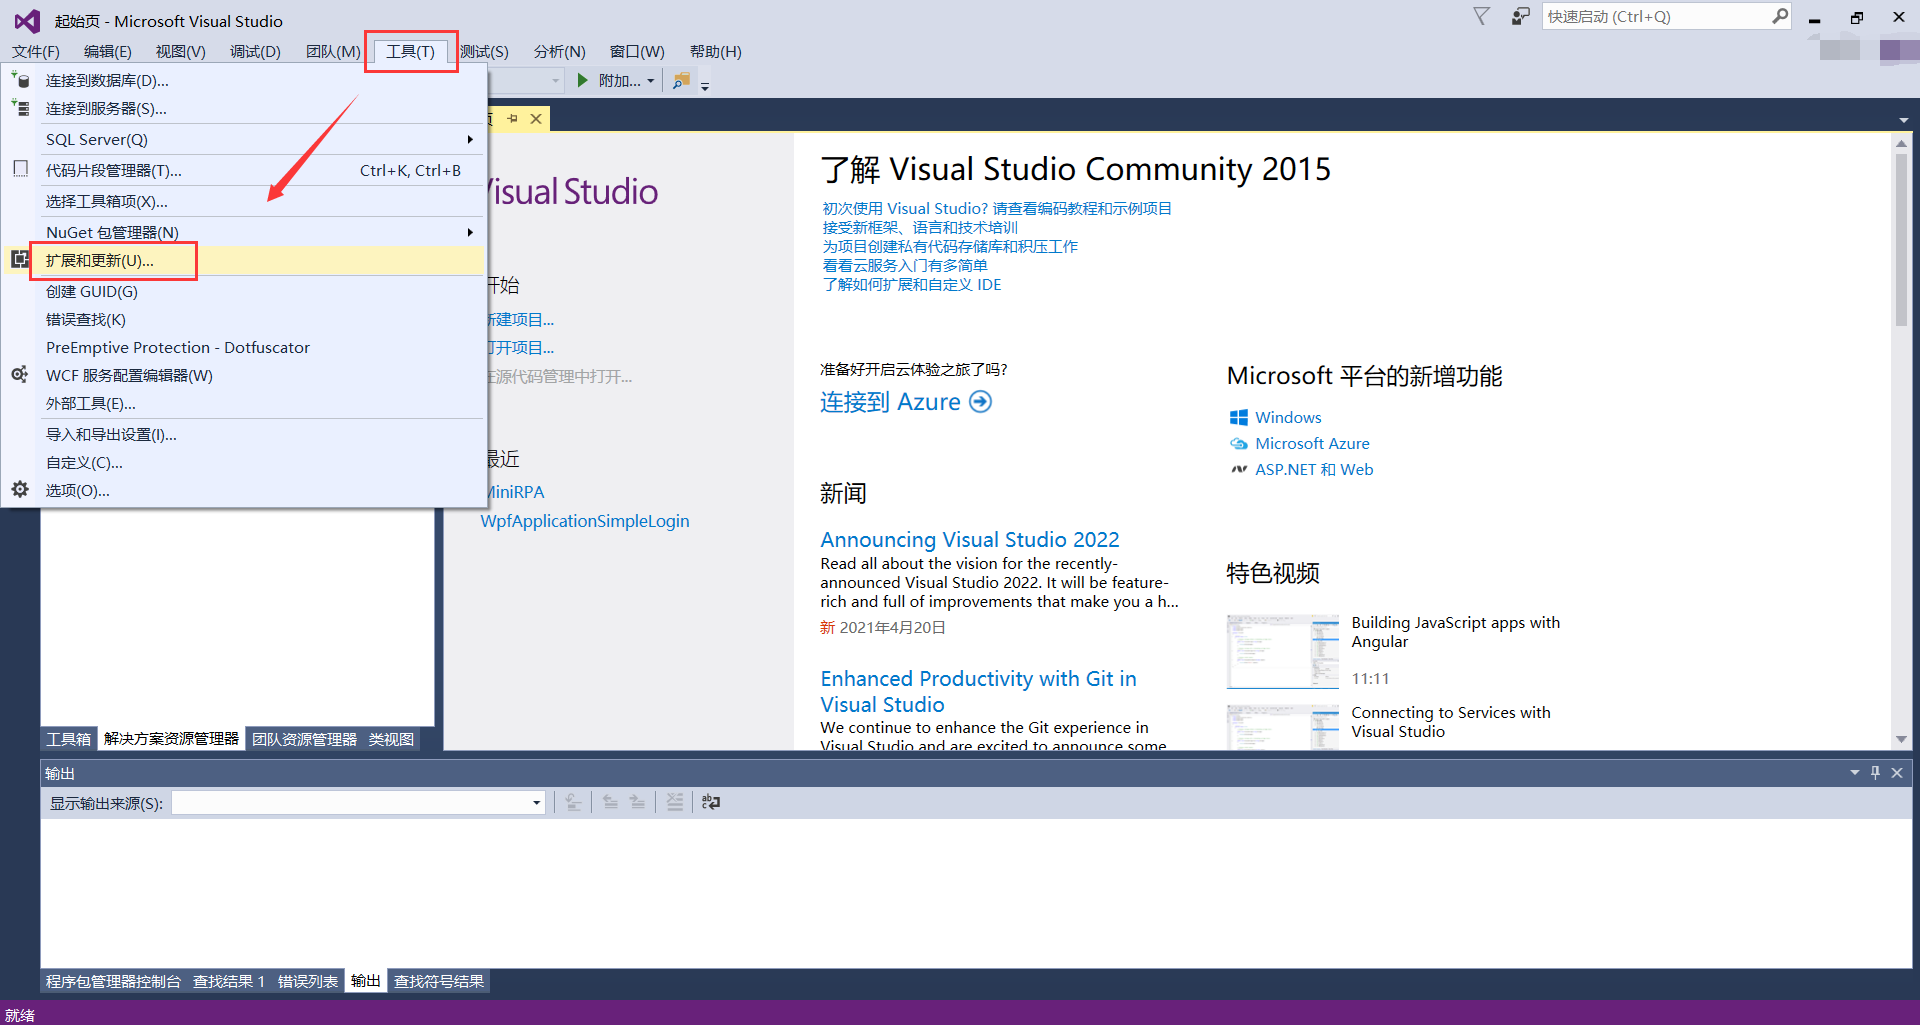 起始页 - Microsoft Visual Studio
快速启动 (Ctrl+Q)
文件(F) 编辑(E) 视图(V) 调试(D) 团队(M) 工具(T) 测试(S) 分析(N) 窗口(W) 帮助(H)
附加...
连接到数据库(D)...
连接到服务器(S)...
SQL Server(Q)
代码片段管理器(T)... Ctrl+K, Ctrl+B
选择工具箱项(X)...
NuGet 包管理器(N)
扩展和更新(U)...
创建 GUID(G)
错误查找(K)
PreEmptive Protection - Dotfuscator
WCF 服务配置编辑器(W)
外部工具(E)...
导入和导出设置(I)...
自定义(C)...
选项(O)...
页
Visual Studio
开始
新建项目...
打开项目...
在源代码管理中打开...
最近
MiniRPA
WpfApplicationSimpleLogin
了解 Visual Studio Community 2015
初次使用 Visual Studio? 请查看编码教程和示例项目
接受新框架、语言和技术培训
为项目创建私有代码存储库和积压工作
看看云服务入门有多简单
了解如何扩展和自定义 IDE
准备好开启云体验之旅了吗?
连接到 Azure
新闻
Announcing Visual Studio 2022
Read all about the vision for the recently-
announced Visual Studio 2022. It will be feature-
rich and full of improvements that make you a h...
新 2021年4月20日
Enhanced Productivity with Git in
Visual Studio
We continue to enhance the Git experience in
Visual Studio and are excited to announce some
Microsoft 平台的新增功能
Windows
Microsoft Azure
ASP.NET 和 Web
特色视频
Building JavaScript apps with
Angular
11:11
Connecting to Services with
Visual Studio
工具箱 解决方案资源管理器 团队资源管理器 类视图
输出
显示输出来源(S):
程序包管理器控制台 查找结果 1 错误列表 输出 查找符号结果
就绪